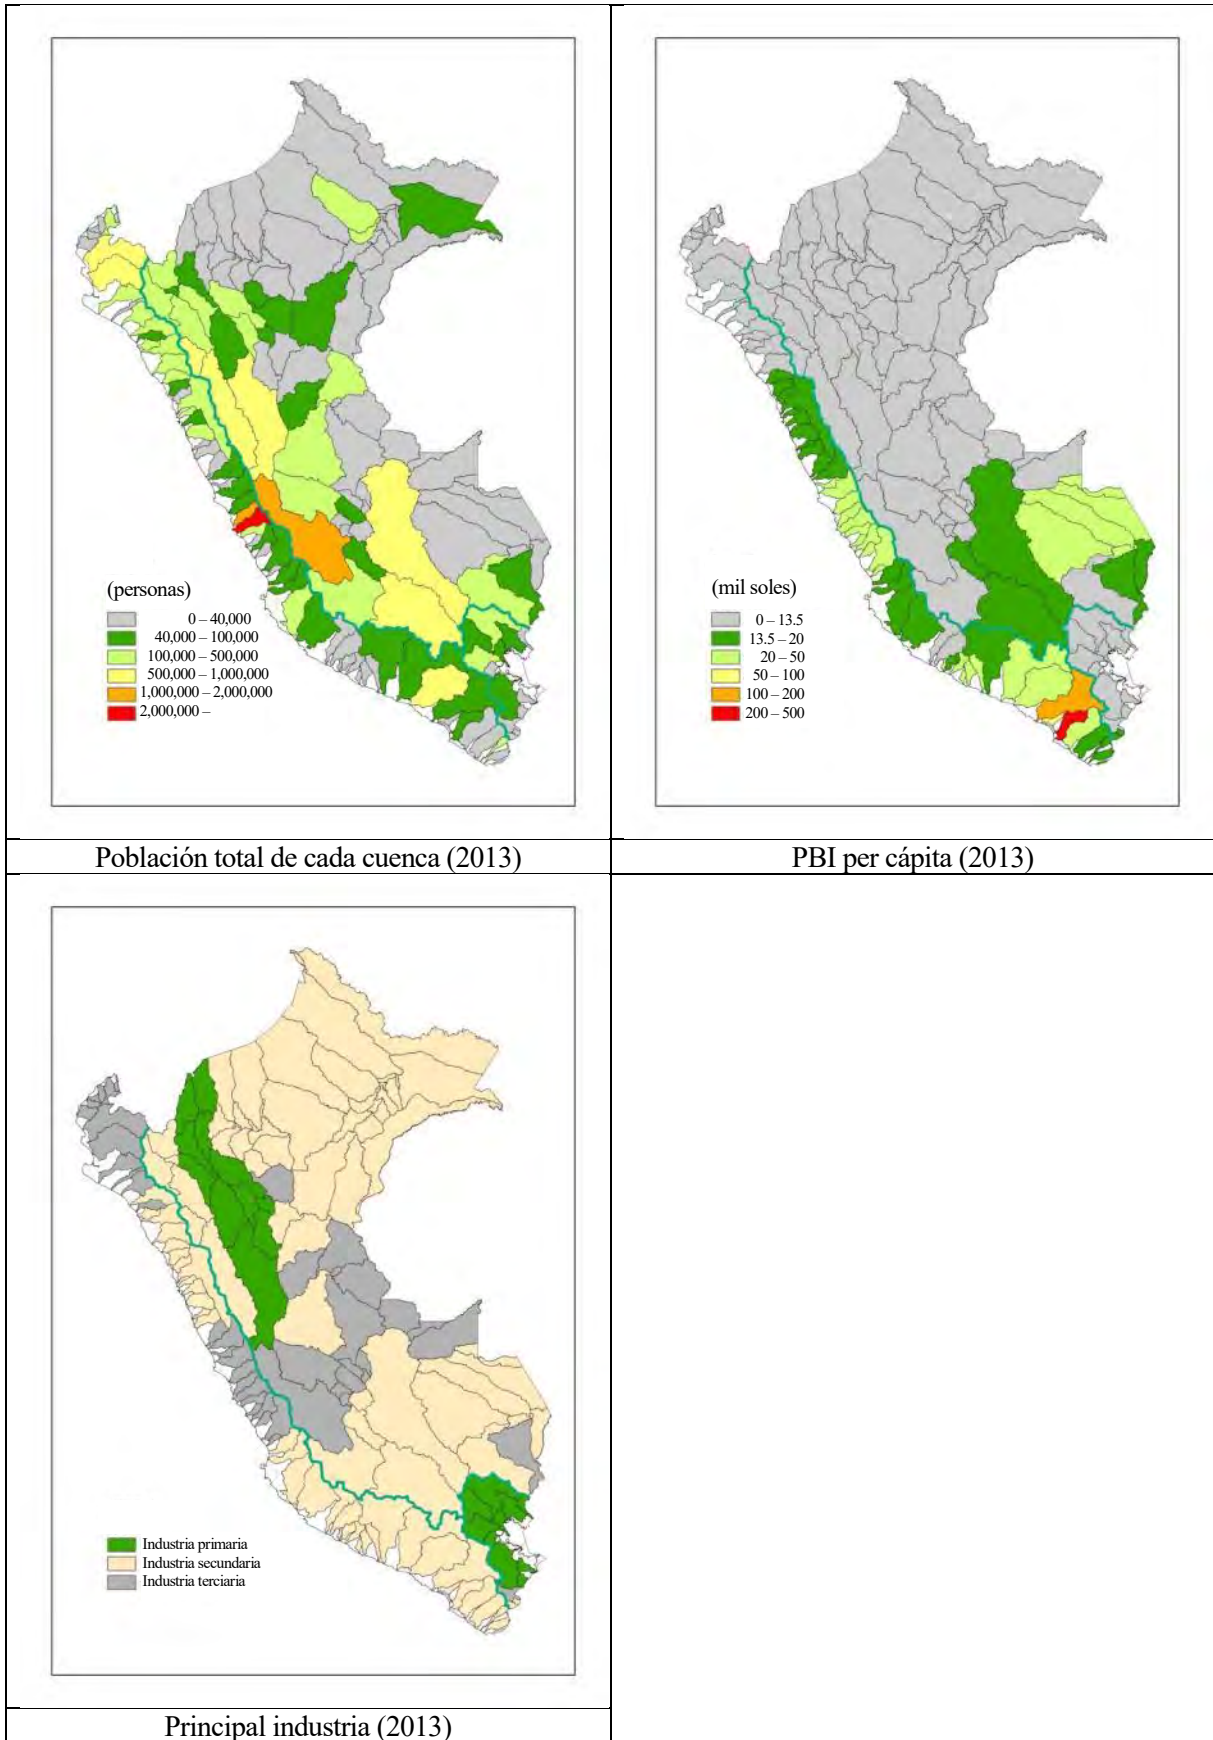 (personas)
0 – 40,000
40,000 – 100,000
100,000 – 500,000
500,000 – 1,000,000
1,000,000 – 2,000,000
2,000,000 –
Población total de cada cuenca (2013)
(mil soles)
0 – 13.5
13.5 – 20
20 – 50
50 – 100
100 – 200
200 – 500
PBI per cápita (2013)
Industria primaria
Industria secundaria
Industria terciaria
Principal industria (2013)